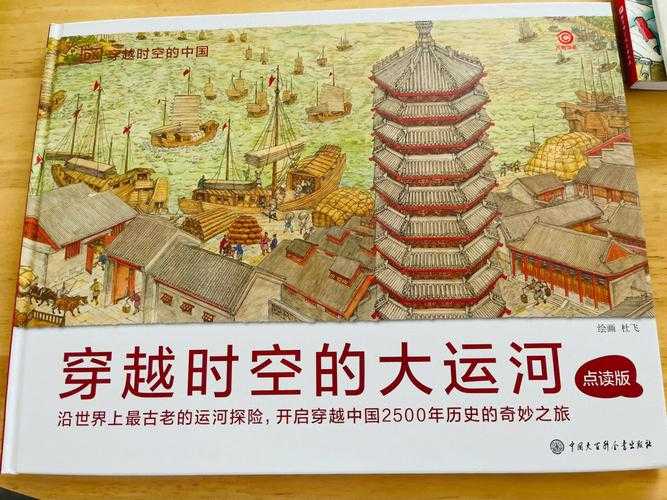 穿越时空的中国
绘画 杜飞
穿越时空的大运河
点读版
沿世界上最古老的运河探险，开启穿越中国2500年历史的奇妙之旅
中国大百科全书出版社